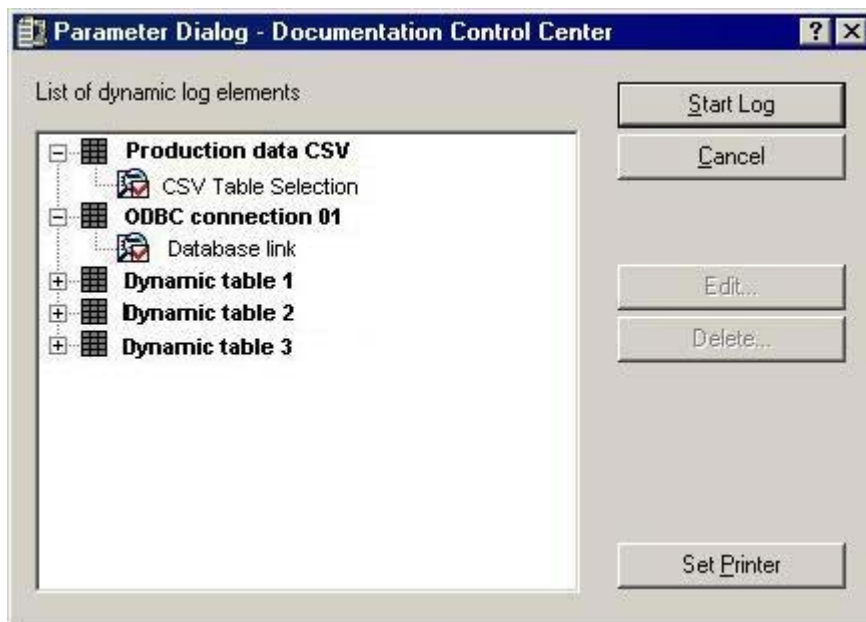 Parameter Dialog - Documentation Control Center
List of dynamic log elements
Production data CSV
CSV Table Selection
ODBC connection 01
Database link
Dynamic table 1
Dynamic table 2
Dynamic table 3
Start Log
Cancel
Edit...
Delete...
Set Printer